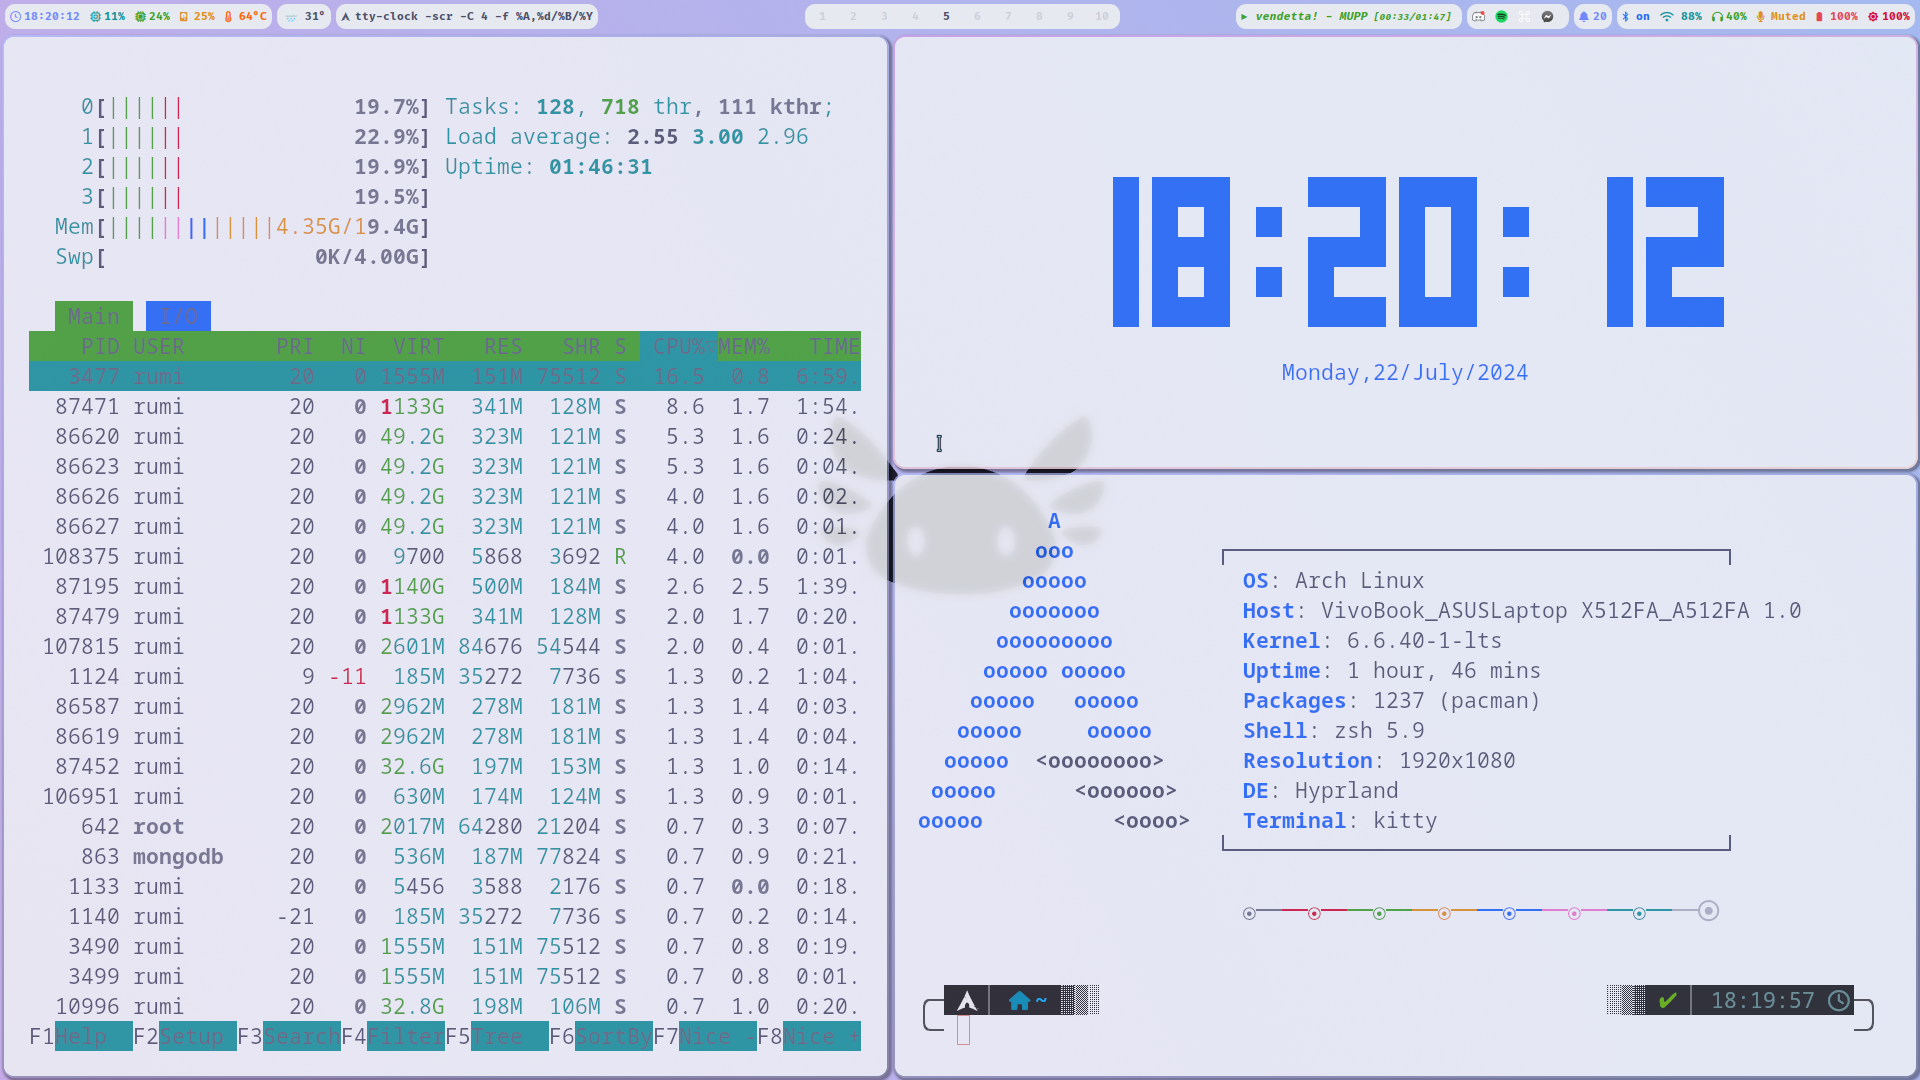 18:20:12 11% 24% 25% 64°C 31° tty-clock -scr -C 4 -f %A,%d/%B/%Y 1 2 3 4 5 6 7 8 9 10 vendetta! - MUPP [00:33/01:47] 20 on 88% 40% Muted 100% 100%
0[|||||| 19.7%] Tasks: 128, 718 thr, 111 kthr;
1[|||||| 22.9%] Load average: 2.55 3.00 2.96
2[|||||| 19.9%] Uptime: 01:46:31
3[|||||| 19.5%]
Mem[|||||||||||||4.35G/19.4G]
Swp[ 0K/4.00G]
Main I/O
PID USER PRI NI VIRT RES SHR S CPU% MEM% TIME
3477 rumi 20 0 1555M 151M 75512 S 16.5 0.8 6:59.
87471 rumi 20 0 1133G 341M 128M S 8.6 1.7 1:54.
86620 rumi 20 0 49.2G 323M 121M S 5.3 1.6 0:24.
86623 rumi 20 0 49.2G 323M 121M S 5.3 1.6 0:04.
86626 rumi 20 0 49.2G 323M 121M S 4.0 1.6 0:02.
86627 rumi 20 0 49.2G 323M 121M S 4.0 1.6 0:01.
108375 rumi 20 0 9700 5868 3692 R 4.0 0.0 0:01.
87195 rumi 20 0 1140G 500M 184M S 2.6 2.5 1:39.
87479 rumi 20 0 1133G 341M 128M S 2.0 1.7 0:20.
107815 rumi 20 0 2601M 84676 54544 S 2.0 0.4 0:01.
1124 rumi 9 -11 185M 35272 7736 S 1.3 0.2 1:04.
86587 rumi 20 0 2962M 278M 181M S 1.3 1.4 0:03.
86619 rumi 20 0 2962M 278M 181M S 1.3 1.4 0:04.
87452 rumi 20 0 32.6G 197M 153M S 1.3 1.0 0:14.
106951 rumi 20 0 630M 174M 124M S 1.3 0.9 0:01.
642 root 20 0 2017M 64280 21204 S 0.7 0.3 0:07.
863 mongodb 20 0 536M 187M 77824 S 0.7 0.9 0:21.
1133 rumi 20 0 5456 3588 2176 S 0.7 0.0 0:18.
1140 rumi -21 0 185M 35272 7736 S 0.7 0.2 0:14.
3490 rumi 20 0 1555M 151M 75512 S 0.7 0.8 0:19.
3499 rumi 20 0 1555M 151M 75512 S 0.7 0.8 0:01.
10996 rumi 20 0 32.8G 198M 106M S 0.7 1.0 0:20.
F1Help F2Setup F3SearchF4FilterF5Tree F6SortByF7Nice -F8Nice +
18:20:12
Monday,22/July/2024
A
ooo
ooooo
ooooooo
ooooooooo
ooooo ooooo
ooooo ooooo
ooooo ooooo
ooooo <oooooooo>
ooooo <oooooo>
ooooo <oooo>
OS: Arch Linux
Host: VivoBook_ASUSLaptop X512FA_A512FA 1.0
Kernel: 6.6.40-1-lts
Uptime: 1 hour, 46 mins
Packages: 1237 (pacman)
Shell: zsh 5.9
Resolution: 1920x1080
DE: Hyprland
Terminal: kitty
~ 18:19:57